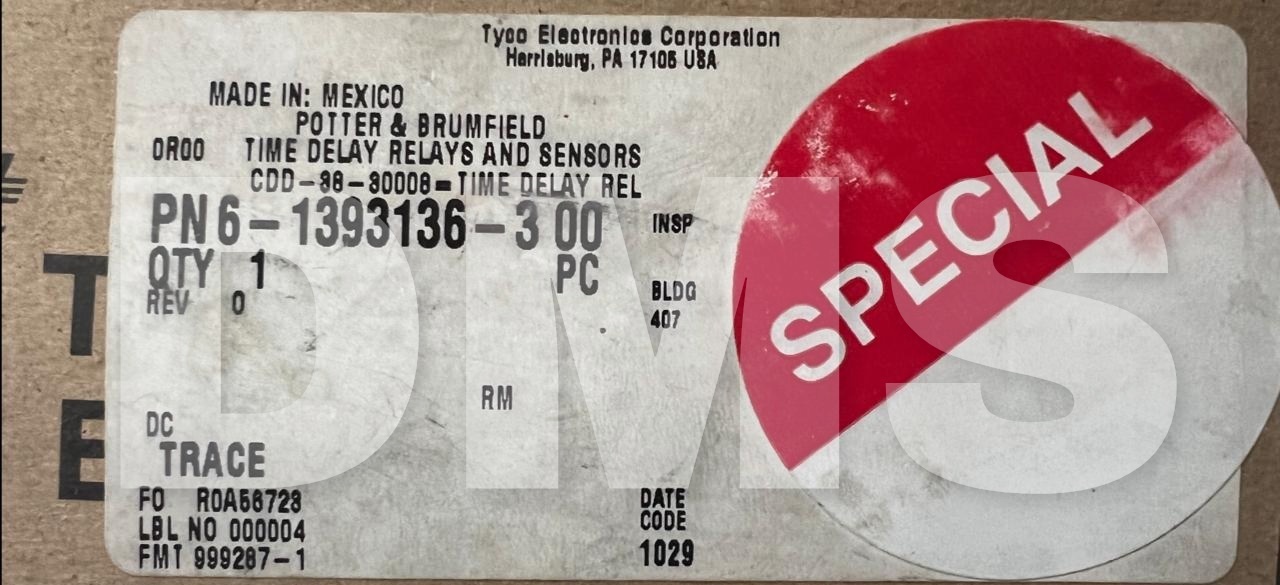 Tyco Electronics Corporation
Harrisburg, PA 17105 USA
MADE IN: MEXICO
POTTER & BRUMFIELD
0R00 TIME DELAY RELAYS AND SENSORS
CDD-38-30008=TIME DELAY REL
PN 6-1393136-3 00
INSP
QTY 1 PC
REV 0
BLDG
407
RM
DC
TRACE
FO R0A56723
LBL NO 000004
FMT 999287-1
DATE
CODE
1029
SPECIAL
DMS
T
E